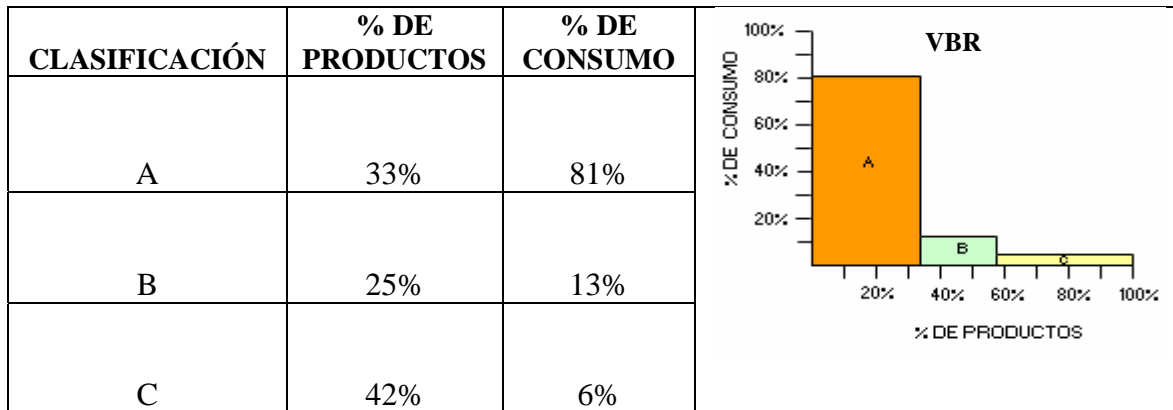 CLASIFICACIÓN
% DE
PRODUCTOS
% DE
CONSUMO
A
33%
81%
B
25%
13%
C
42%
6%
VBR
% DE CONSUMO
100%
80%
60%
40%
20%
A
B
C
20%
40%
60%
80%
100%
% DE PRODUCTOS